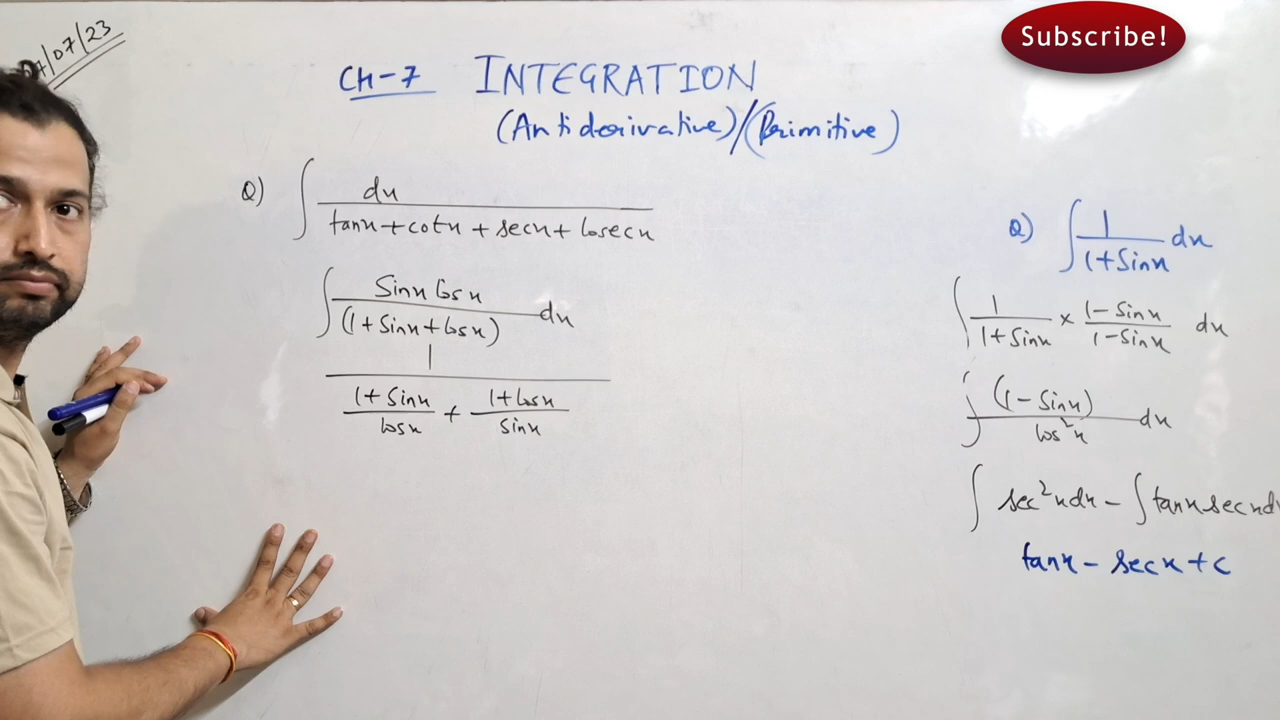 /07/23
Subscribe!
CH-7 INTEGRATION
(Antiderivative)/(Primitive)
Q) ∫ dx / (tanx + cotx + secx + cosecx)
∫ Sinx Cosx / (1 + Sinx + Cosx) dx
1 / ((1 + Sinx)/Cosx + (1 + Cosx)/Sinx)
Q) ∫ 1 / (1 + Sinx) dx
∫ 1 / (1 + Sinx) × (1 - Sinx) / (1 - Sinx) dx
∫ (1 - Sinx) / Cos²x dx
∫ sec²x dx - ∫ tanx secx d
tanx - secx + c